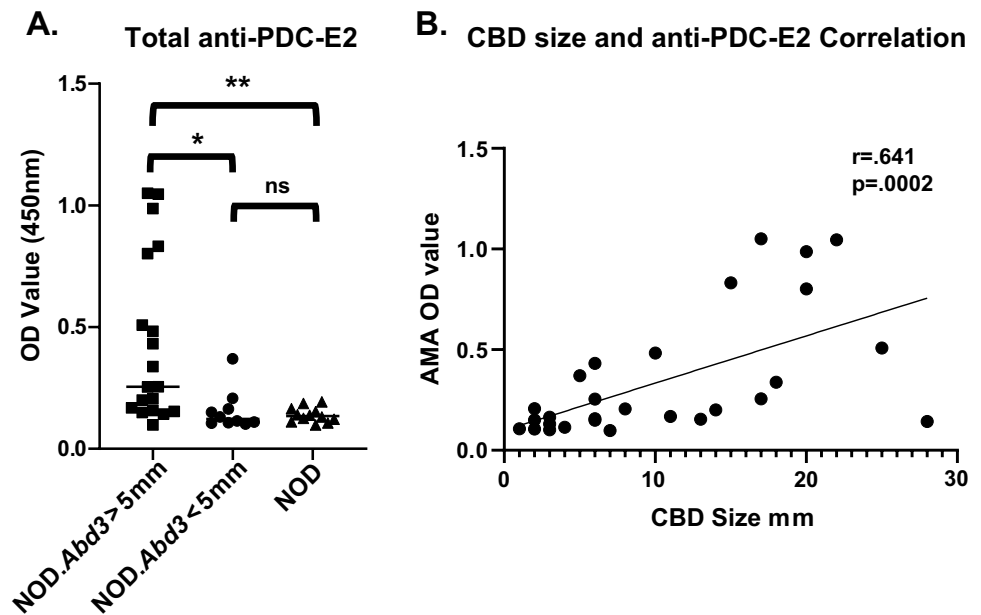 A.
Total anti-PDC-E2
OD Value (450nm)
1.5
1.0
0.5
0.0
**
*
ns
NOD.Abd3>5mm
NOD.Abd3<5mm
NOD
B.
CBD size and anti-PDC-E2 Correlation
AMA OD value
1.5
1.0
0.5
0.0
r=.641
p=.0002
0
10
20
30
CBD Size mm